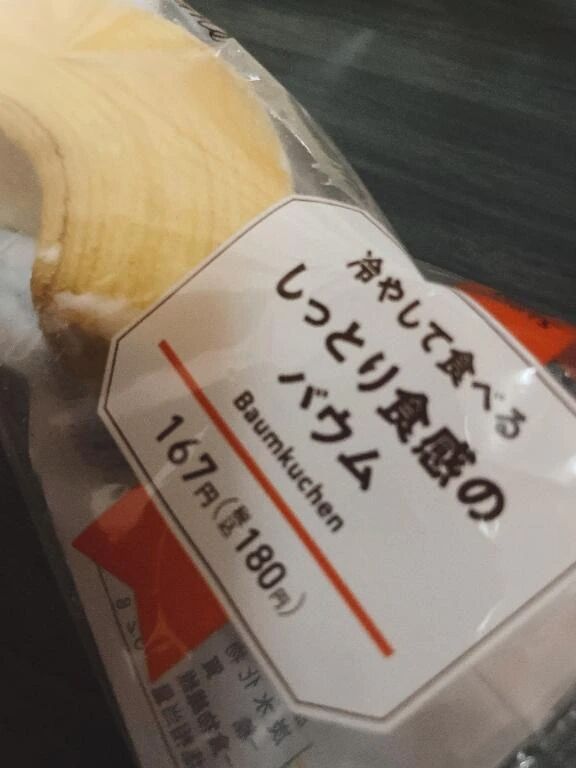 冷やして食べる
しっとり食感の
バウム
Baumkuchen
167円(税込180円)